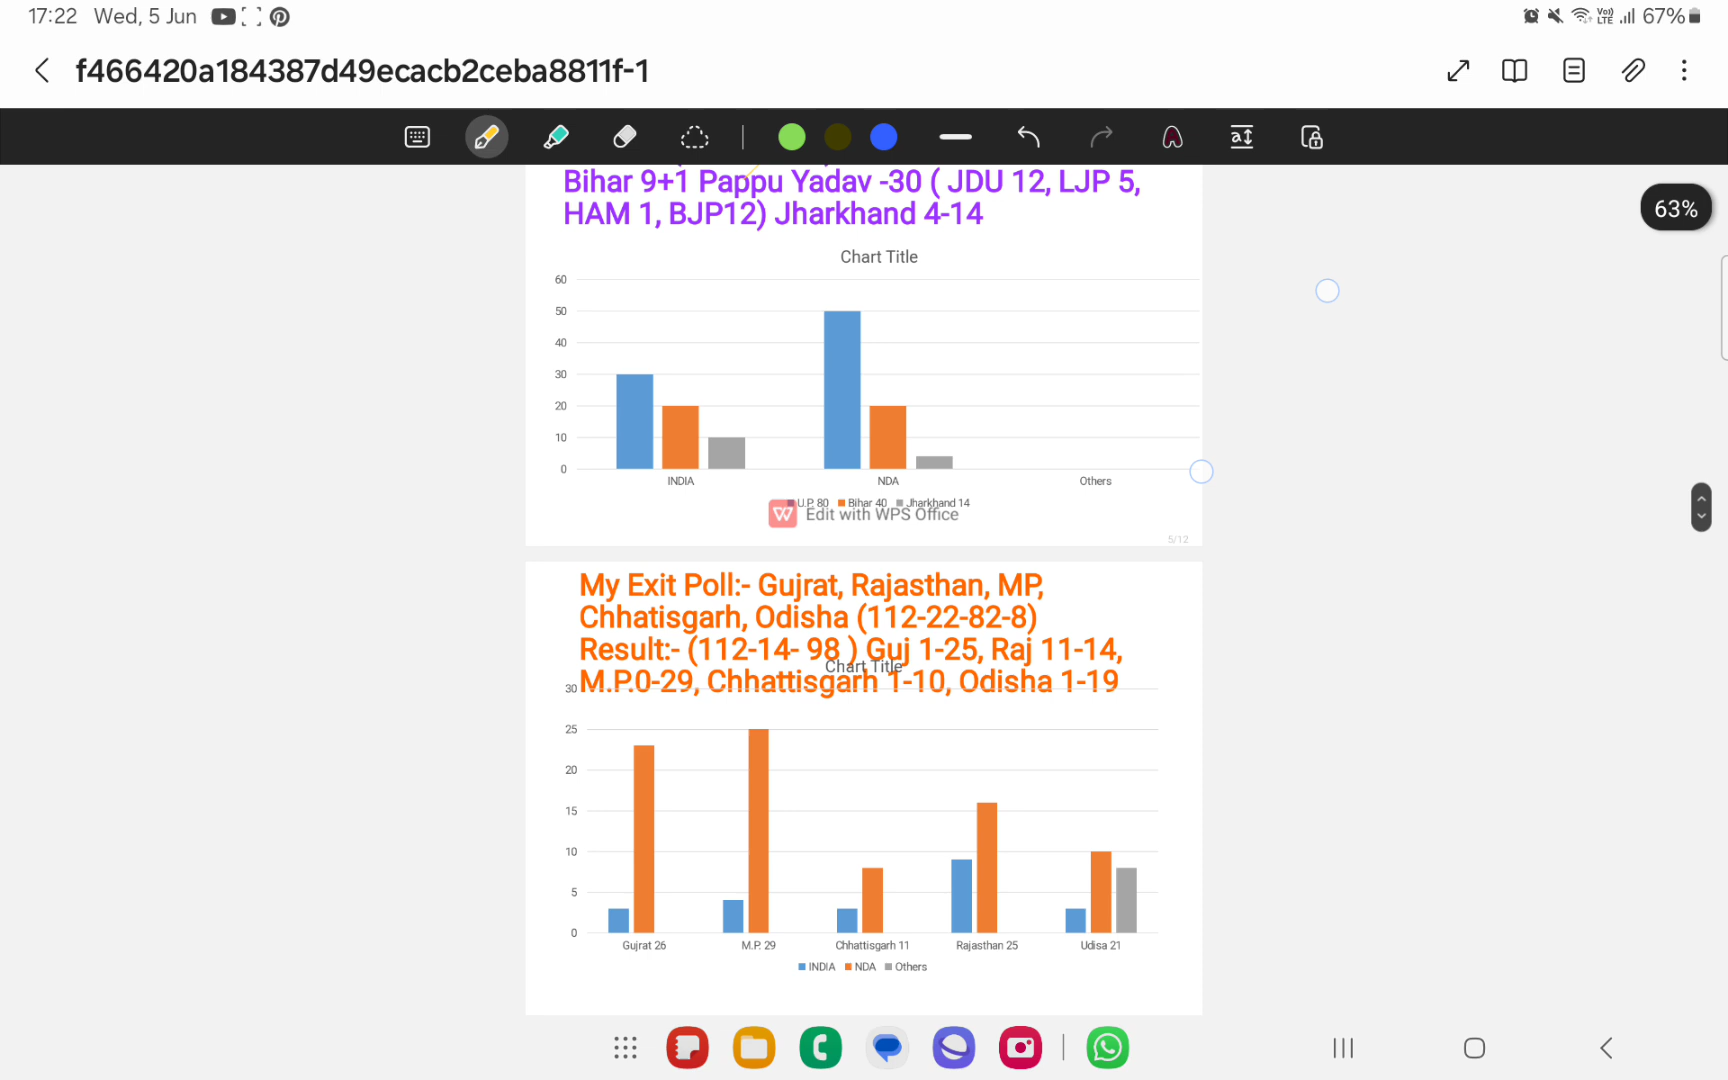 17:22 Wed, 5 Jun
Vo)) LTE 67%
f466420a184387d49ecacb2ceba8811f-1
63%
Bihar 9+1 Pappu Yadav -30 ( JDU 12, LJP 5,
HAM 1, BJP12) Jharkhand 4-14
Chart Title
60
50
40
30
20
10
0
INDIA NDA Others
U.P. 80 Bihar 40 Jharkhand 14
Edit with WPS Office
5/12
My Exit Poll:- Gujrat, Rajasthan, MP,
Chhatisgarh, Odisha (112-22-82-8)
Result:- (112-14- 98 ) Guj 1-25, Raj 11-14,
Chart Title
M.P.0-29, Chhattisgarh 1-10, Odisha 1-19
30
25
20
15
10
5
0
Gujrat 26 M.P. 29 Chhattisgarh 11 Rajasthan 25 Udisa 21
INDIA NDA Others